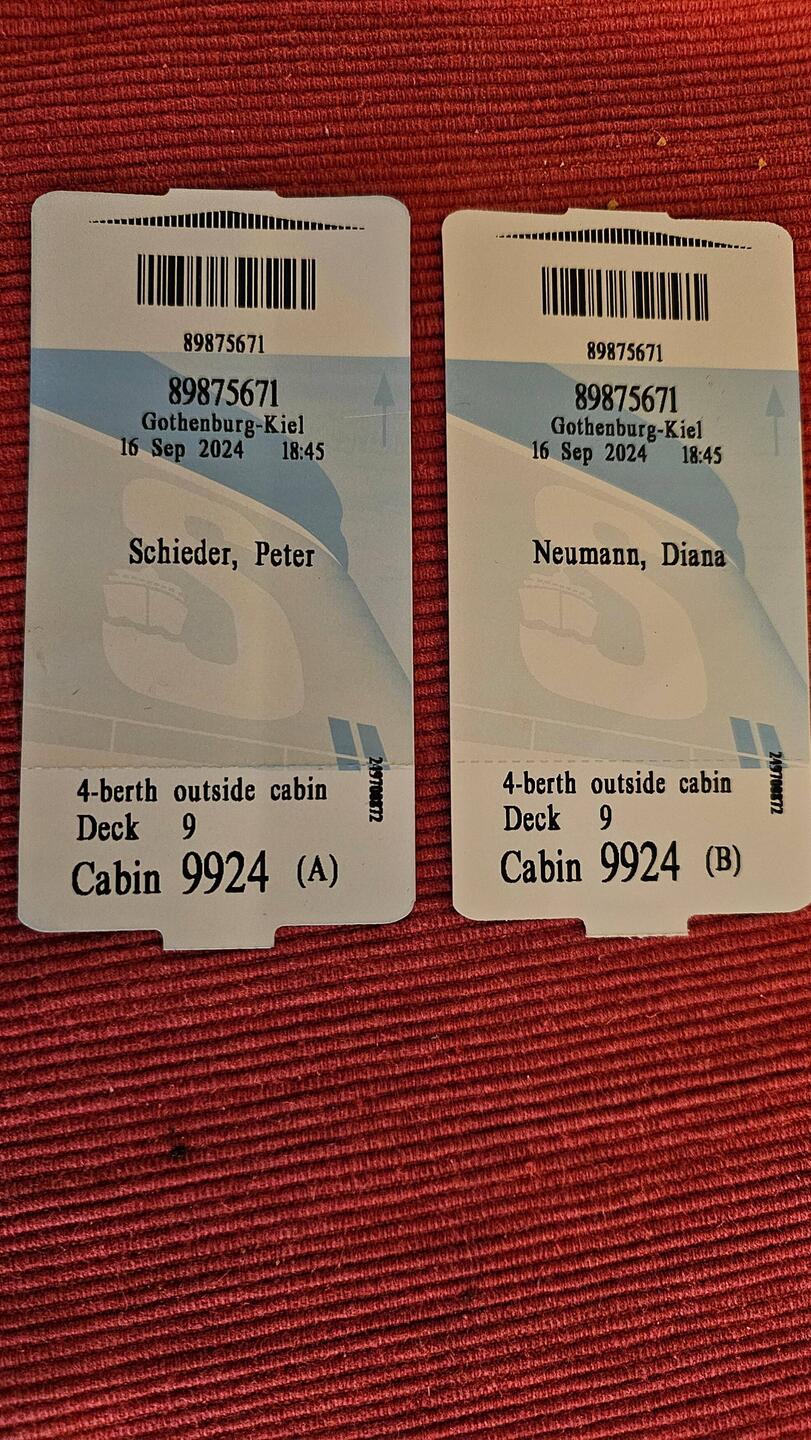 89875671
89875671
Gothenburg-Kiel
16 Sep 2024 18:45
Schieder, Peter
4-berth outside cabin
Deck 9
Cabin 9924 (A)
89875671
89875671
Gothenburg-Kiel
16 Sep 2024 18:45
Neumann, Diana
4-berth outside cabin
Deck 9
Cabin 9924 (B)